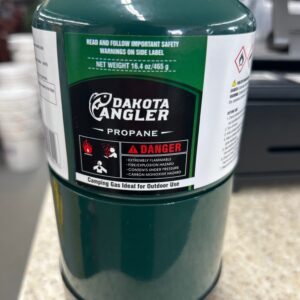 READ AND FOLLOW IMPORTANT SAFETY
WARNINGS ON SIDE LABEL
NET WEIGHT 16.4 oz/465 g
DAKOTA
ANGLER
PROPANE
DANGER
• EXTREMELY FLAMMABLE
• FIRE/EXPLOSION HAZARD
• CONTENTS UNDER PRESSURE
• CARBON MONOXIDE HAZARD
Camping Gas Ideal for Outdoor Use